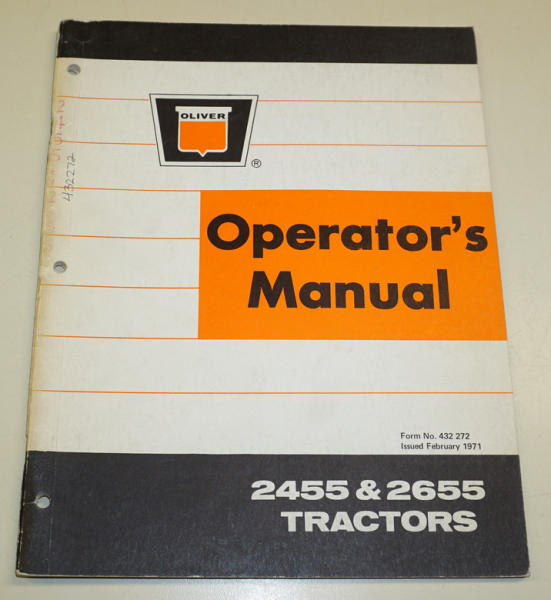 OLIVER
®
Operator's
Manual
432272
Form No. 432 272
Issued February 1971
2455 & 2655
TRACTORS